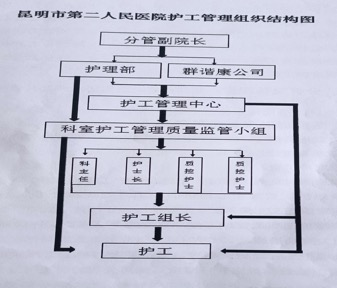 昆明市第二人民医院护工管理组织结构图
分管副院长
护理部 群谐康公司
护工管理中心
科室护工管理质量监管小组
科主任 护士长 质控护士 质控护士
护工组长
护工